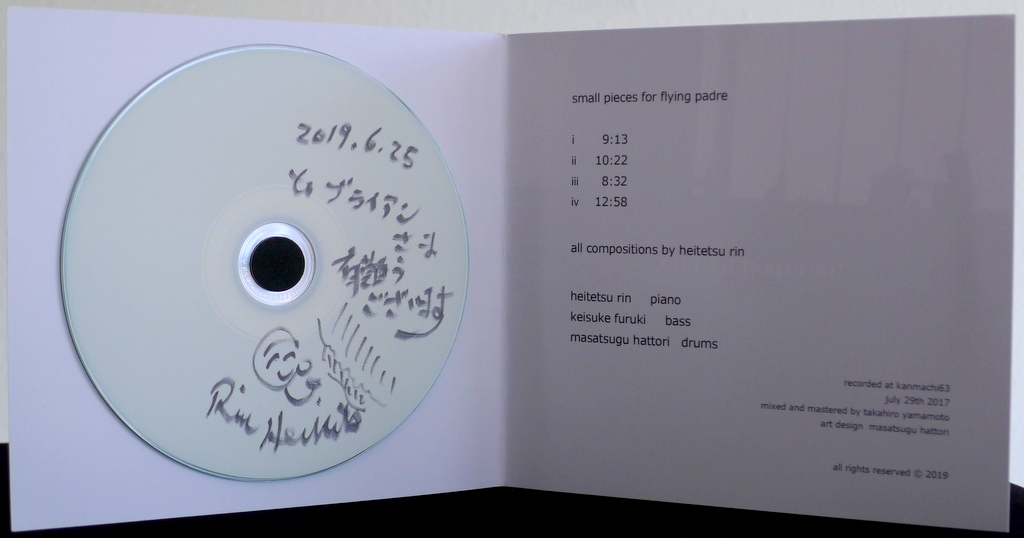 2019.6.25
to ブライアン
さま
有難う
ございます
Rin Heitetsu
small pieces for flying padre
i 9:13
ii 10:22
iii 8:32
iv 12:58
all compositions by heitetsu rin
heitetsu rin piano
keisuke furuki bass
masatsugu hattori drums
recorded at kanmachi63
july 29th 2017
mixed and mastered by takahiro yamamoto
art design masatsugu hattori
all rights reserved © 2019